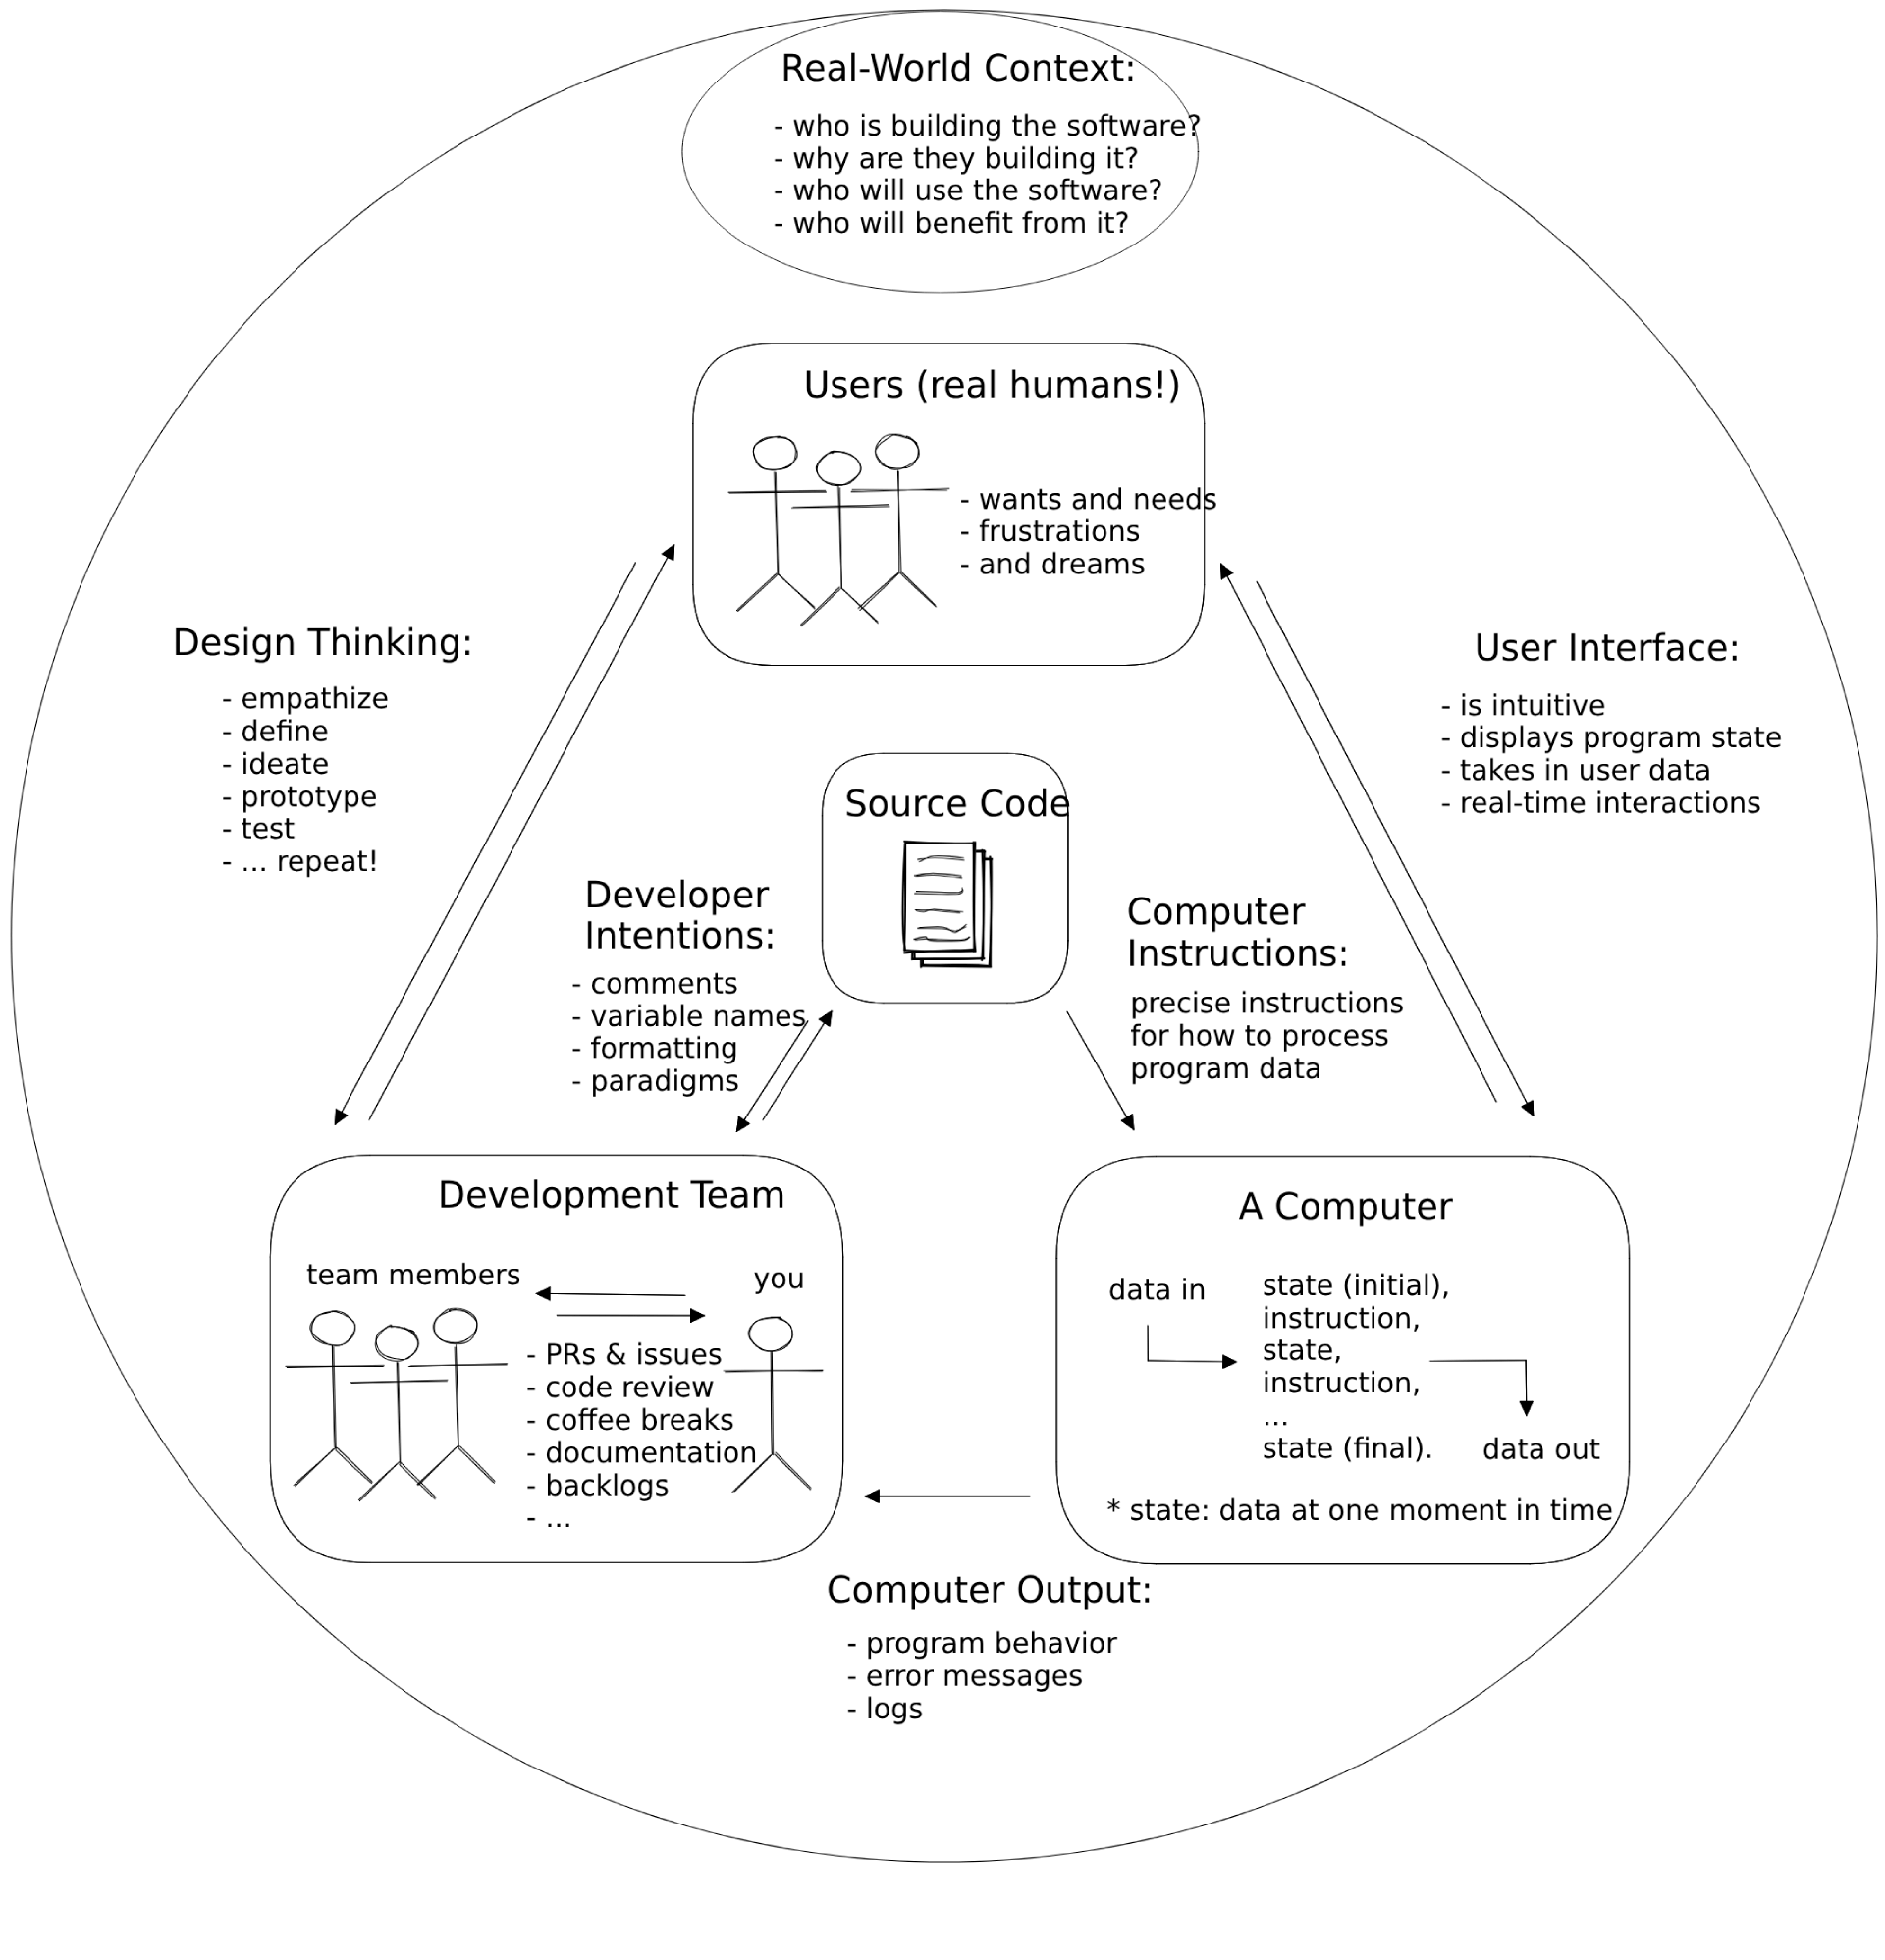 Real-World Context:
- who is building the software?
- why are they building it?
- who will use the software?
- who will benefit from it?
Users (real humans!)
- wants and needs
- frustrations
- and dreams
Design Thinking:
- empathize
- define
- ideate
- prototype
- test
- ... repeat!
User Interface:
- is intuitive
- displays program state
- takes in user data
- real-time interactions
Source Code
Developer
Intentions:
- comments
- variable names
- formatting
- paradigms
Computer
Instructions:
precise instructions
for how to process
program data
Development Team
team members
you
- PRs & issues
- code review
- coffee breaks
- documentation
- backlogs
- ...
A Computer
data in
state (initial),
instruction,
state,
instruction,
...
state (final).
data out
* state: data at one moment in time
Computer Output:
- program behavior
- error messages
- logs